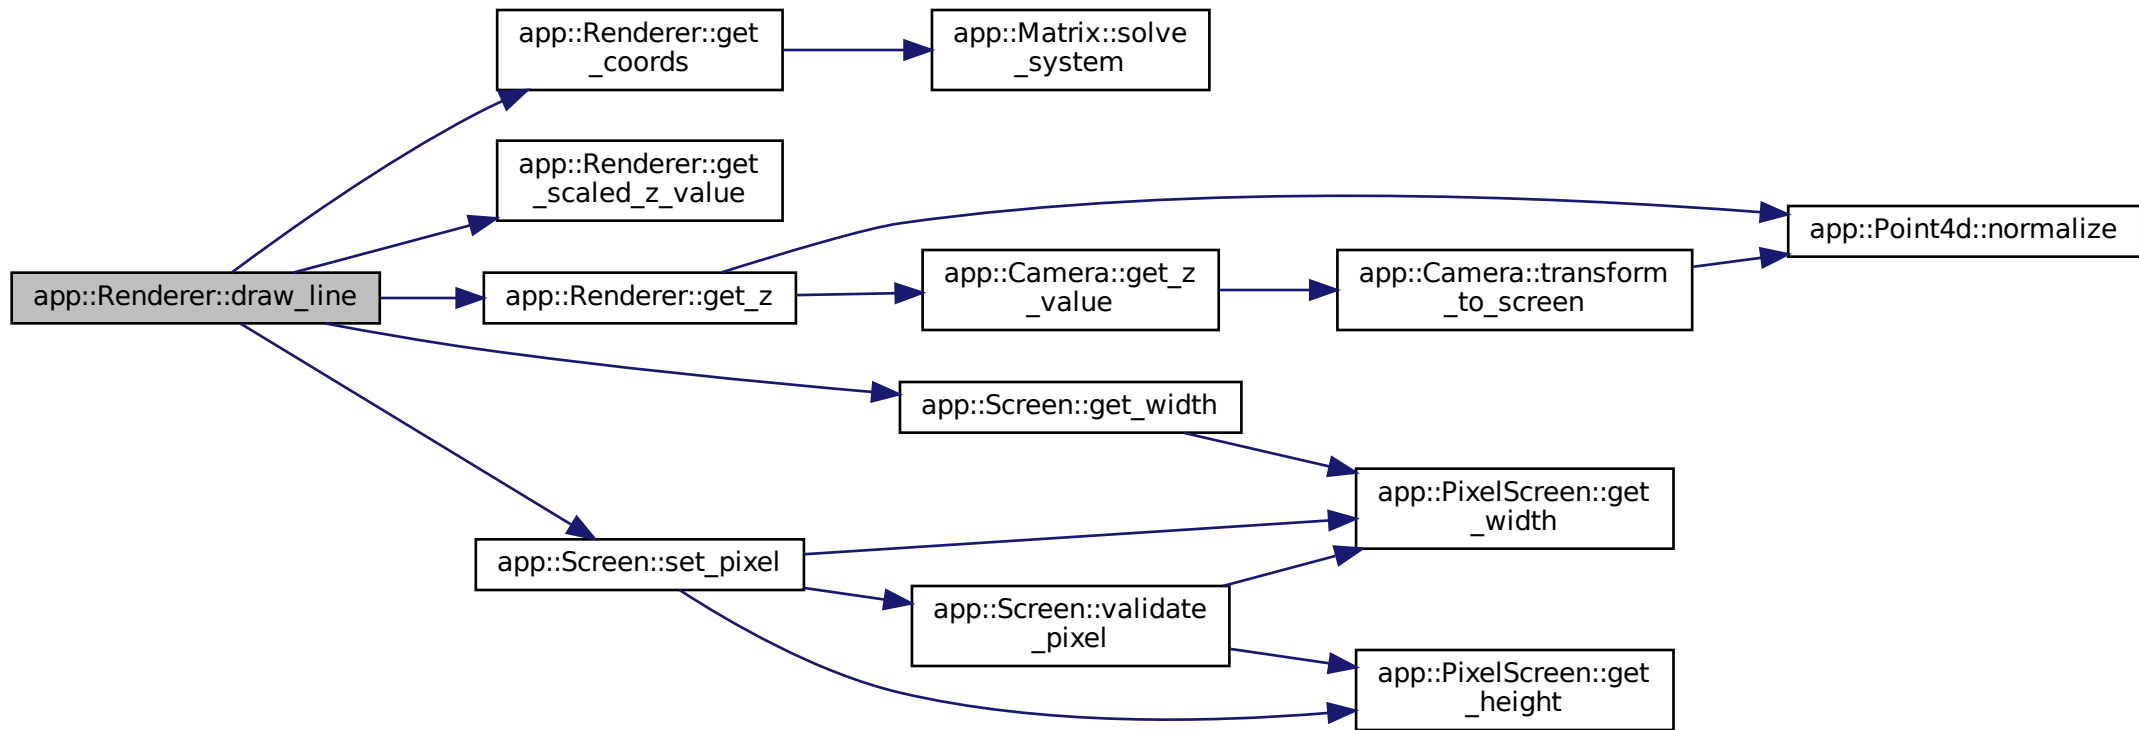 app::Renderer::draw_line
app::Renderer::get
_coords
app::Matrix::solve
_system
app::Renderer::get
_scaled_z_value
app::Renderer::get_z
app::Camera::get_z
_value
app::Camera::transform
_to_screen
app::Point4d::normalize
app::Screen::get_width
app::PixelScreen::get
_width
app::Screen::set_pixel
app::Screen::validate
_pixel
app::PixelScreen::get
_height